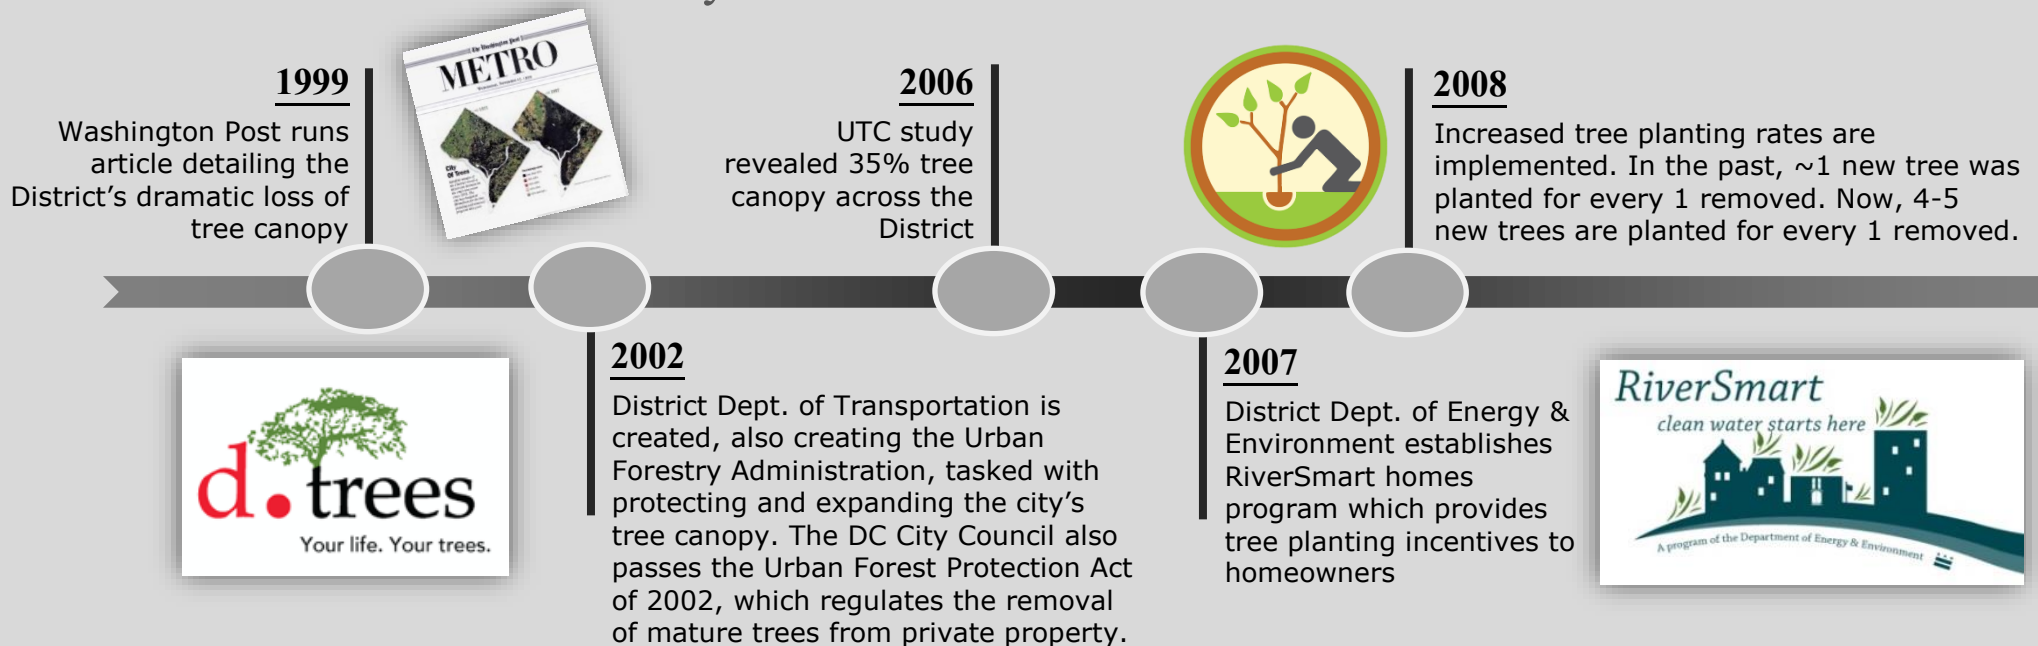 1999
Washington Post runs
article detailing the
District’s dramatic loss of
tree canopy
The Washington Post
METRO
City
Of Trees
2006
UTC study
revealed 35% tree
canopy across the
District
2008
Increased tree planting rates are
implemented. In the past, ~1 new tree was
planted for every 1 removed. Now, 4-5
new trees are planted for every 1 removed.
d.trees
Your life. Your trees.
2002
District Dept. of Transportation is
created, also creating the Urban
Forestry Administration, tasked with
protecting and expanding the city’s
tree canopy. The DC City Council also
passes the Urban Forest Protection Act
of 2002, which regulates the removal
of mature trees from private property.
2007
District Dept. of Energy &
Environment establishes
RiverSmart homes
program which provides
tree planting incentives to
homeowners
RiverSmart
clean water starts here
A program of the Department of Energy & Environment